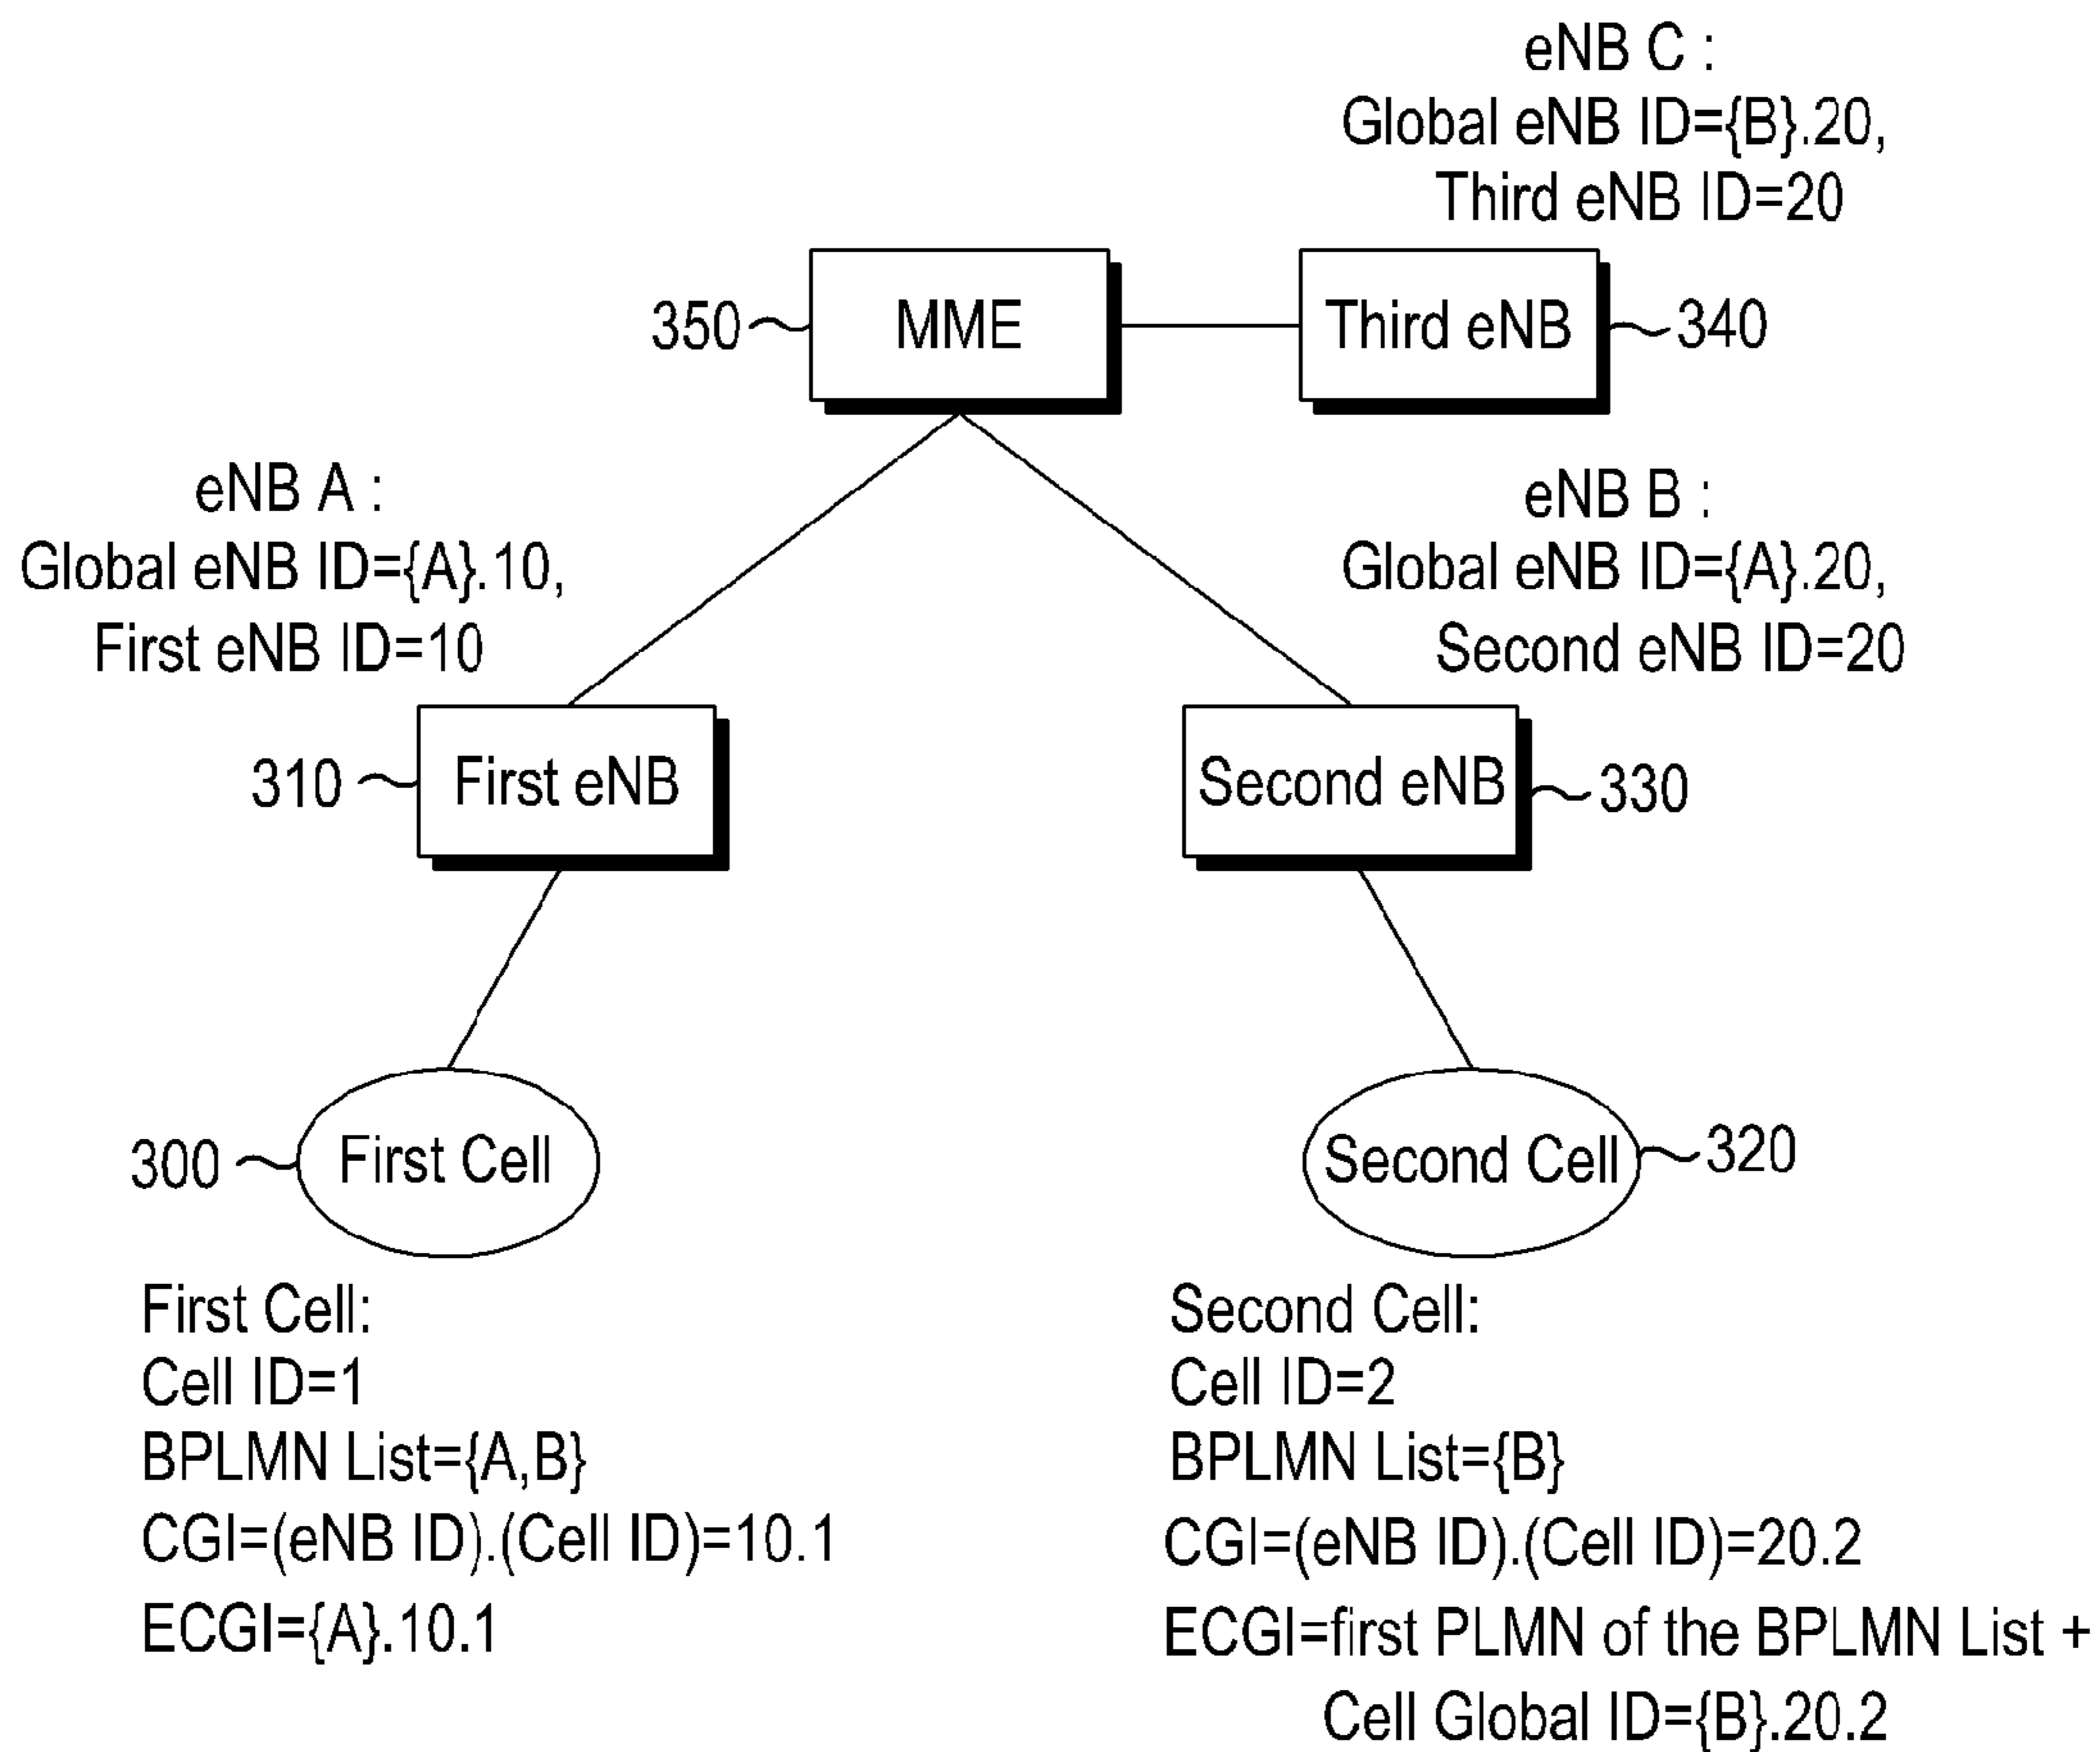 eNB C :
Global eNB ID={B}.20,
Third eNB ID=20
350
MME
Third eNB
340
eNB A :
Global eNB ID={A}.10,
First eNB ID=10
eNB B :
Global eNB ID={A}.20,
Second eNB ID=20
310
First eNB
Second eNB
330
300
First Cell
Second Cell
320
First Cell:
Cell ID=1
BPLMN List={A,B}
CGI=(eNB ID).(Cell ID)=10.1
ECGI={A}.10.1
Second Cell:
Cell ID=2
BPLMN List={B}
CGI=(eNB ID).(Cell ID)=20.2
ECGI=first PLMN of the BPLMN List +
Cell Global ID={B}.20.2